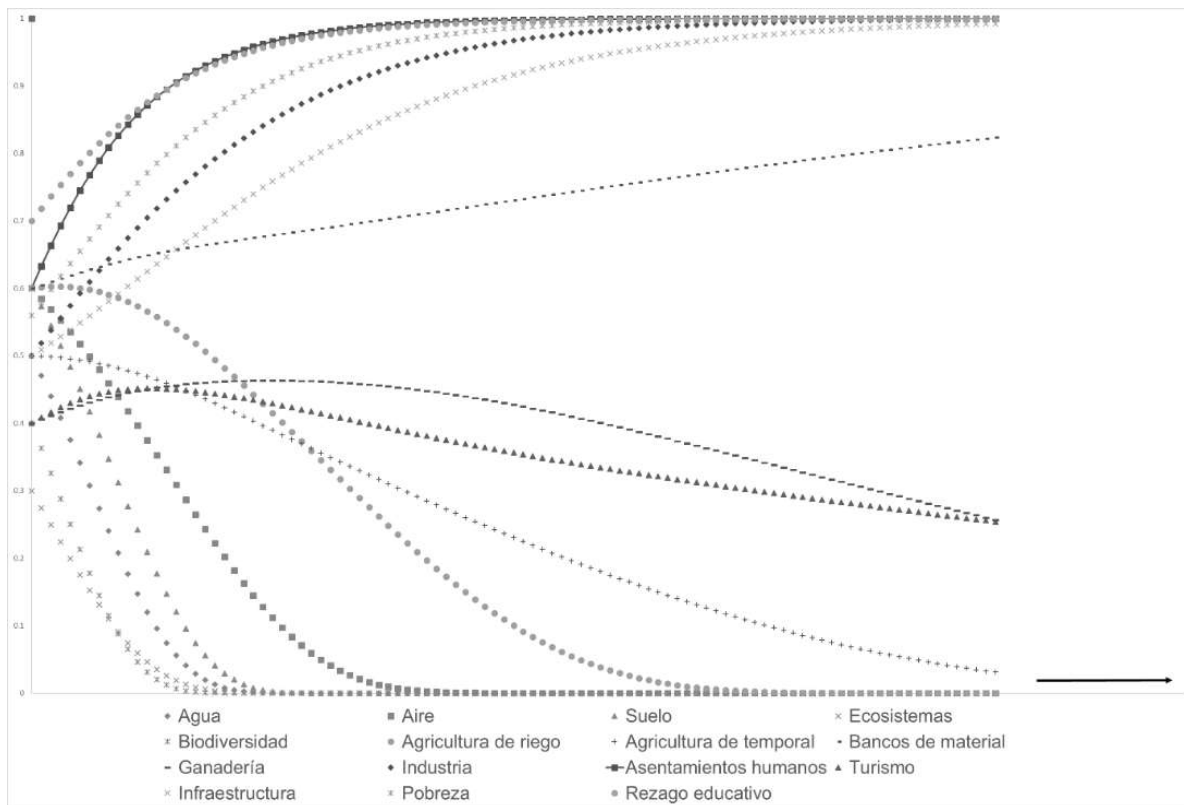 1
0.9
0.8
0.7
0.6
0.5
0.4
0.3
0.2
0.1
0
Agua Aire Suelo Ecosistemas
Biodiversidad Agricultura de riego Agricultura de temporal Bancos de material
Ganadería Industria Asentamientos humanos Turismo
Infraestructura Pobreza Rezago educativo